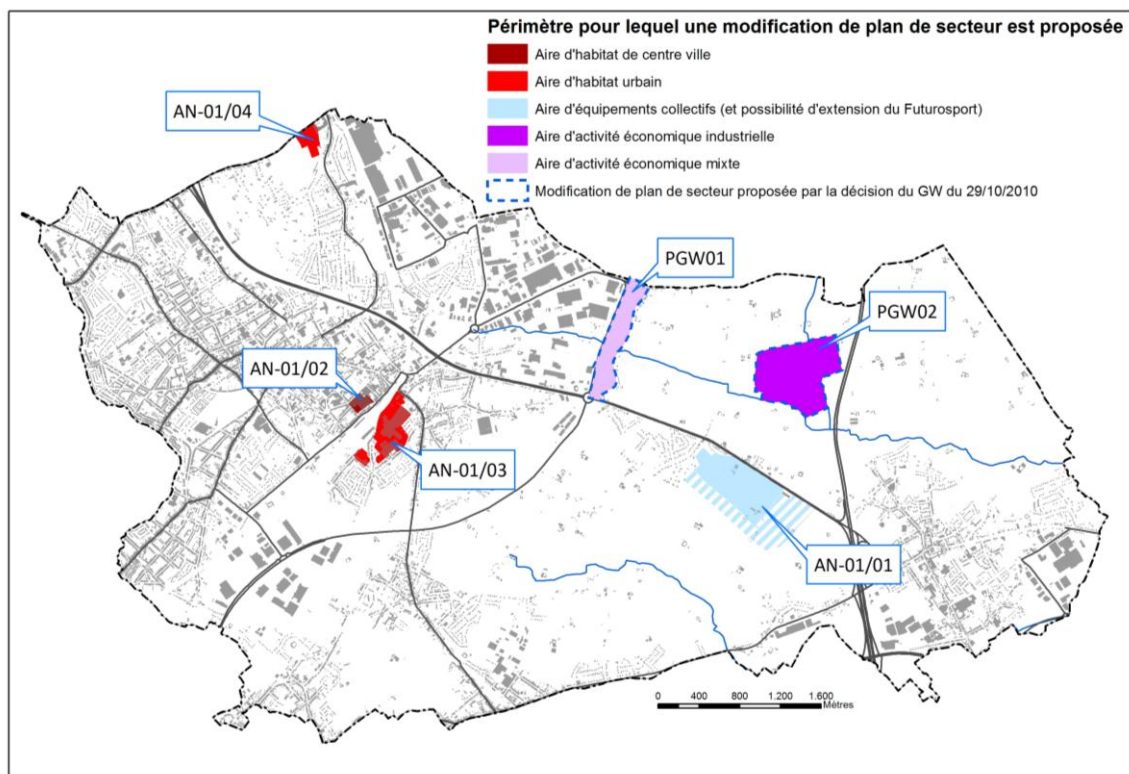 Périmètre pour lequel une modification de plan de secteur est proposée
Aire d'habitat de centre ville
Aire d'habitat urbain
Aire d'équipements collectifs (et possibilité d'extension du Futurosport)
Aire d'activité économique industrielle
Aire d'activité économique mixte
Modification de plan de secteur proposée par la décision du GW du 29/10/2010
AN-01/04
PGW01
PGW02
AN-01/02
AN-01/03
AN-01/01
0 400 800 1.200 1.600
Mètres